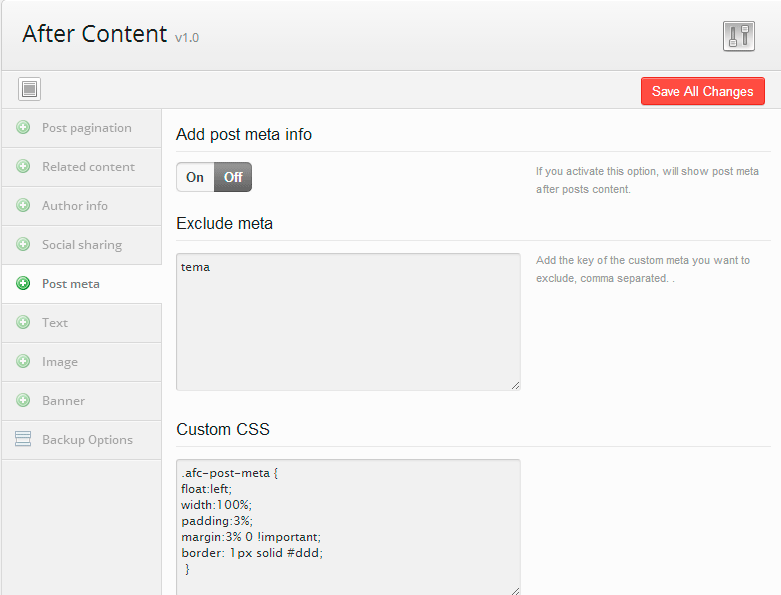 After Content v1.0
Save All Changes
Post pagination
Related content
Author info
Social sharing
Post meta
Text
Image
Banner
Backup Options
Add post meta info
On Off
If you activate this option, will show post meta
after posts content.
Exclude meta
tema
Add the key of the custom meta you want to
exclude, comma separated. .
Custom CSS
.afc-post-meta {
float:left;
width:100%;
padding:3%;
margin:3% 0 !important;
border: 1px solid #ddd;
}